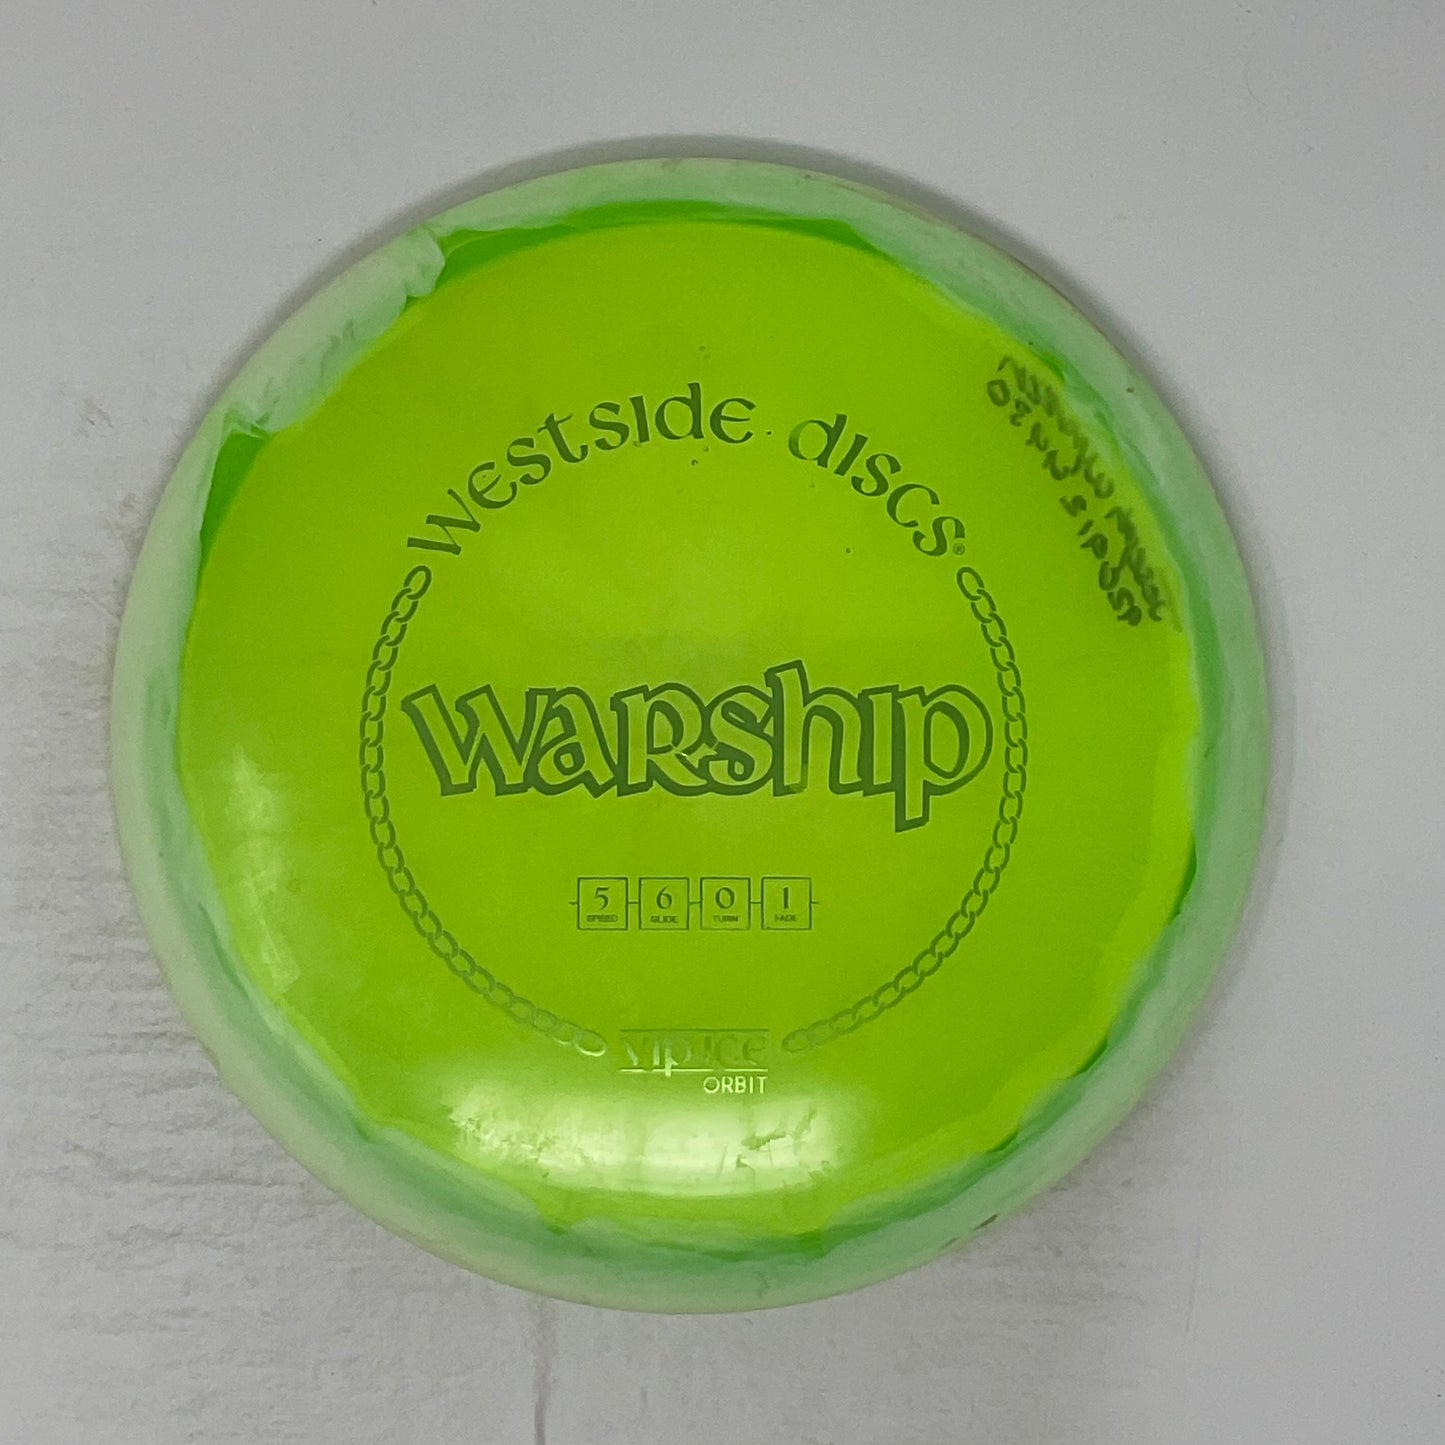 Westside Discs®
Warship
5 6 0 1
SPEED GLIDE TURN FADE
VIP ICE
ORBIT